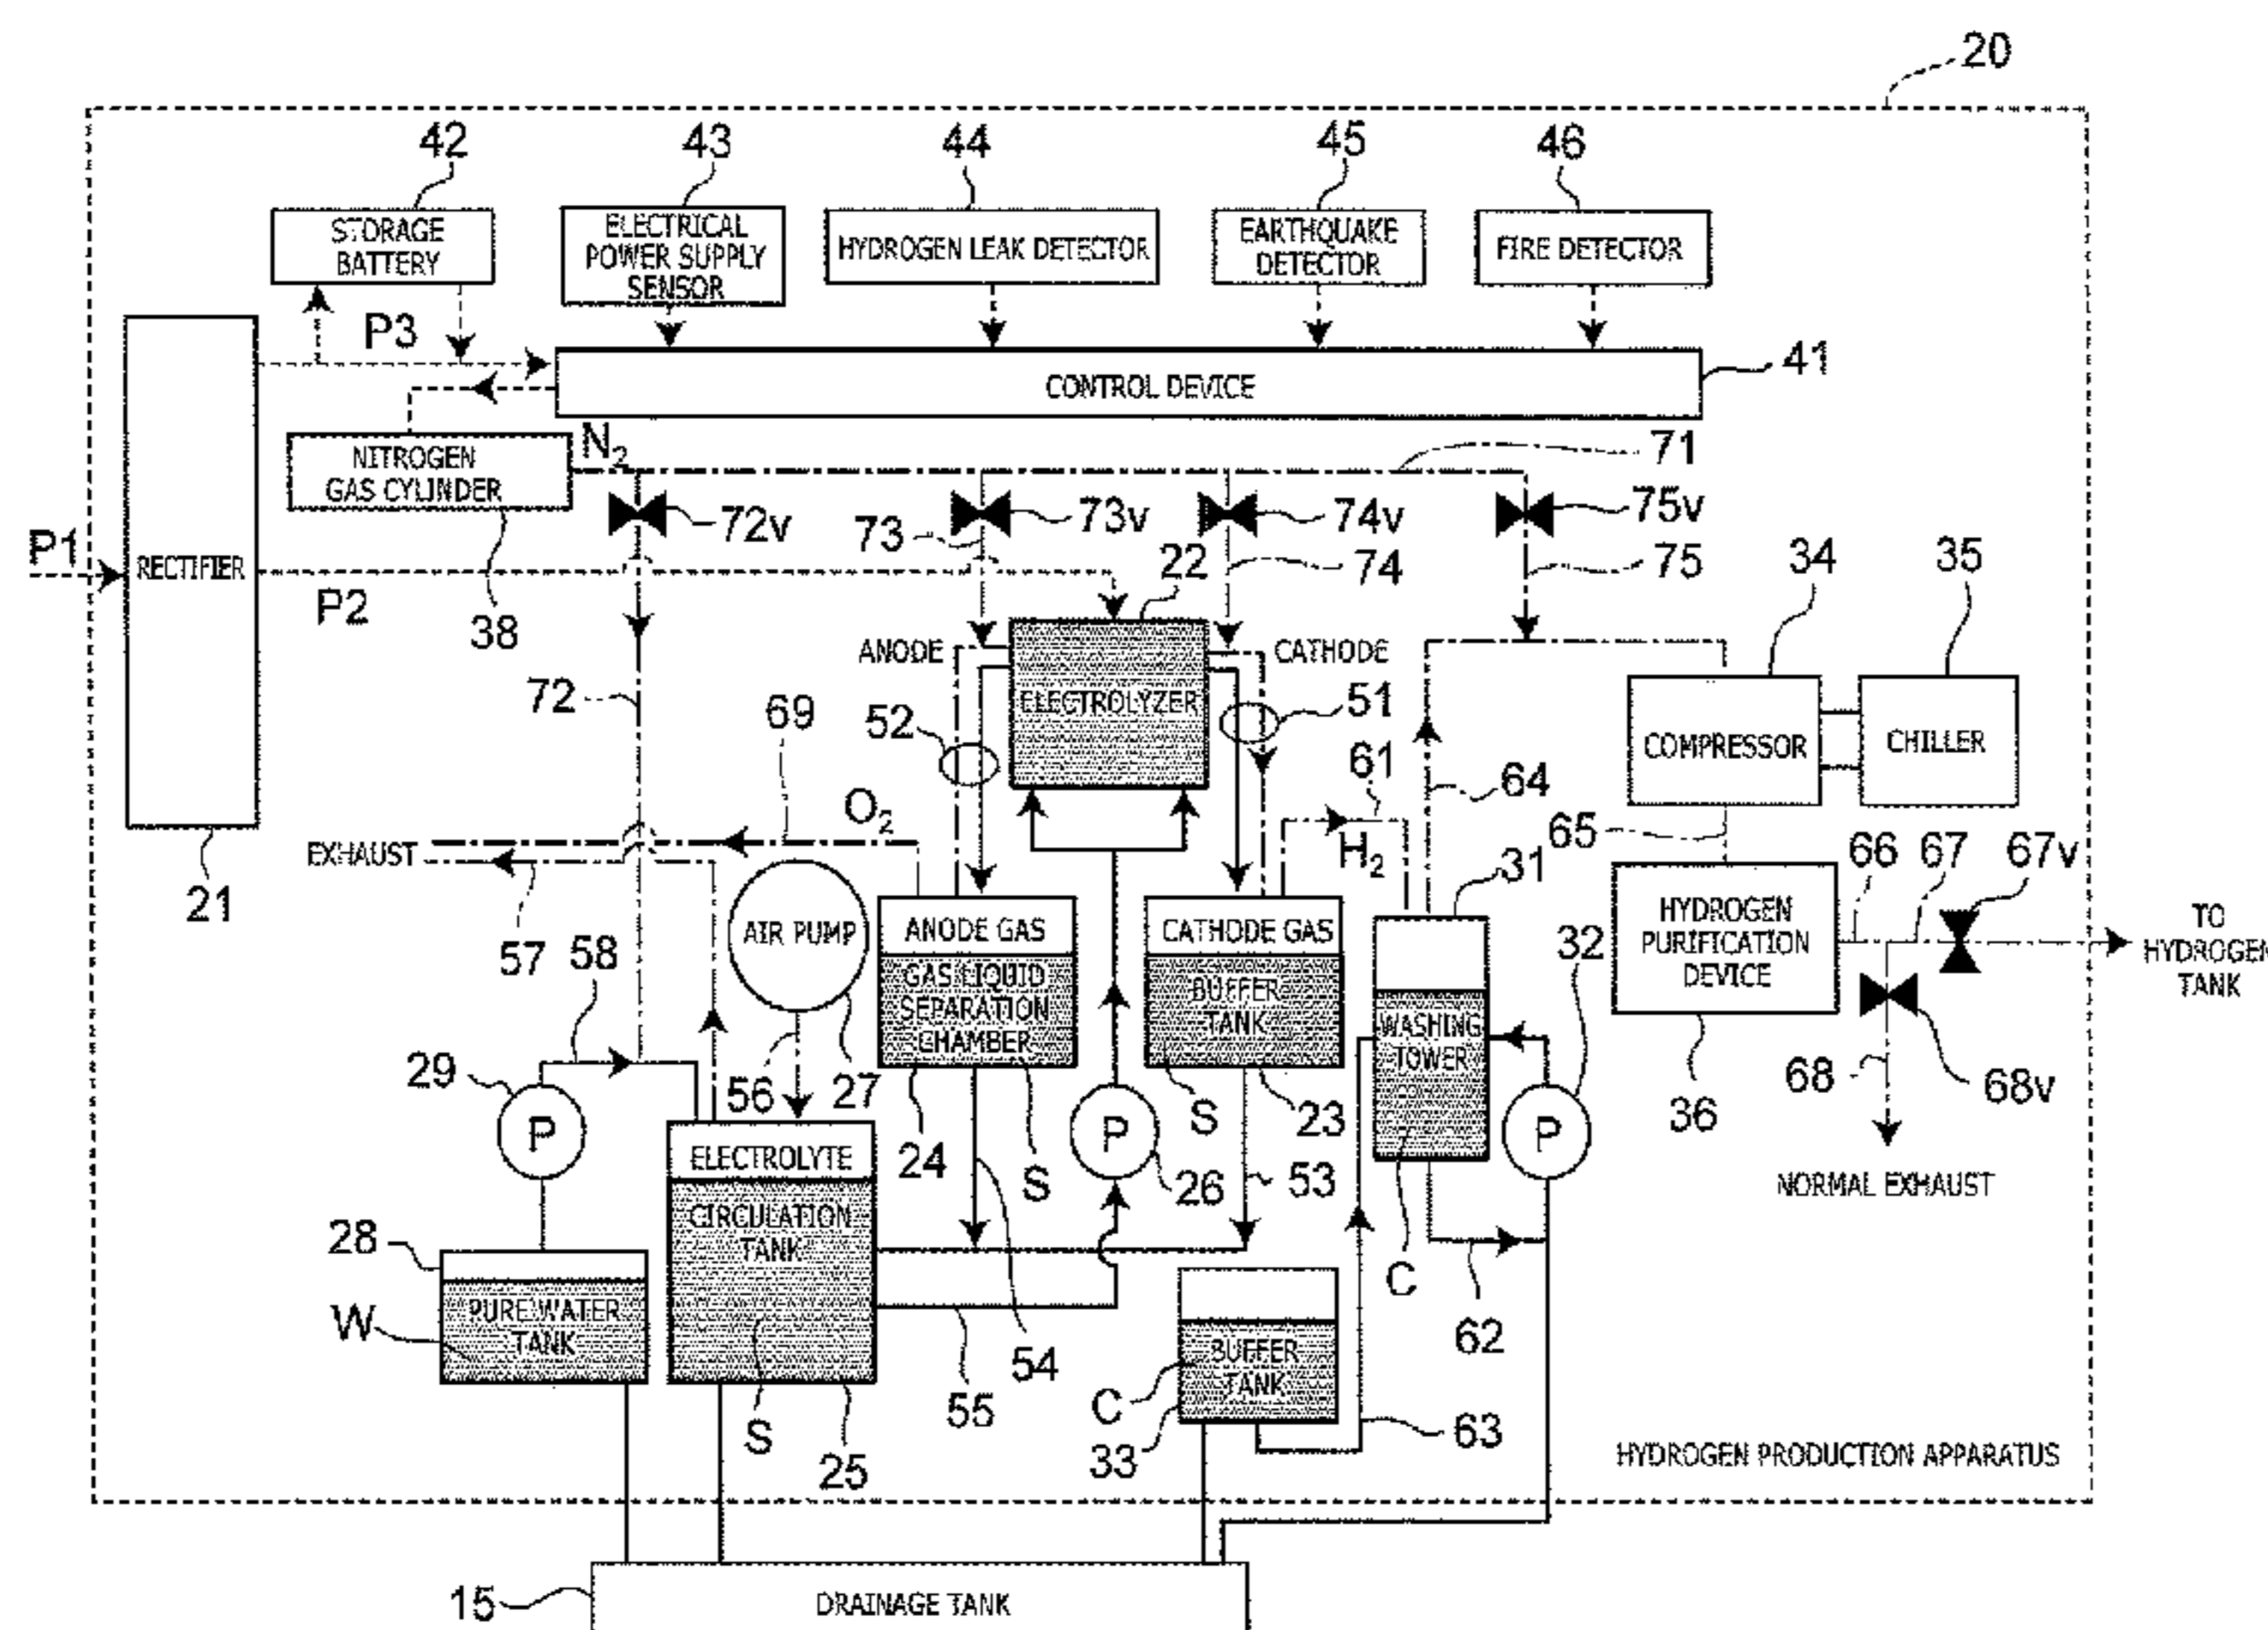 20
42
43
44
45
46
STORAGE
BATTERY
ELECTRICAL
POWER SUPPLY
SENSOR
HYDROGEN LEAK DETECTOR
EARTHQUAKE
DETECTOR
FIRE DETECTOR
P3
CONTROL DEVICE
41
NITROGEN
GAS CYLINDER
N2
71
72v
73
73v
74v
75v
P1
RECTIFIER
P2
38
22
74
75
34
35
ANODE
CATHODE
72
69
52
ELECTROLYZER
51
COMPRESSOR
CHILLER
61
64
O2
H2
65
EXHAUST
21
57
58
AIR PUMP
ANODE GAS
GAS LIQUID
SEPARATION
CHAMBER
CATHODE GAS
BUFFER
TANK
31
WASHING
TOWER
32
HYDROGEN
PURIFICATION
DEVICE
66
67
67v
TO
HYDROGEN
TANK
29
P
56
27
24
S
P
26
S
23
P
36
68
68v
NORMAL EXHAUST
ELECTROLYTE
CIRCULATION
TANK
53
28
W
PURE WATER
TANK
S
25
55
54
C
62
BUFFER
TANK
C
33
63
HYDROGEN PRODUCTION APPARATUS
15
DRAINAGE TANK